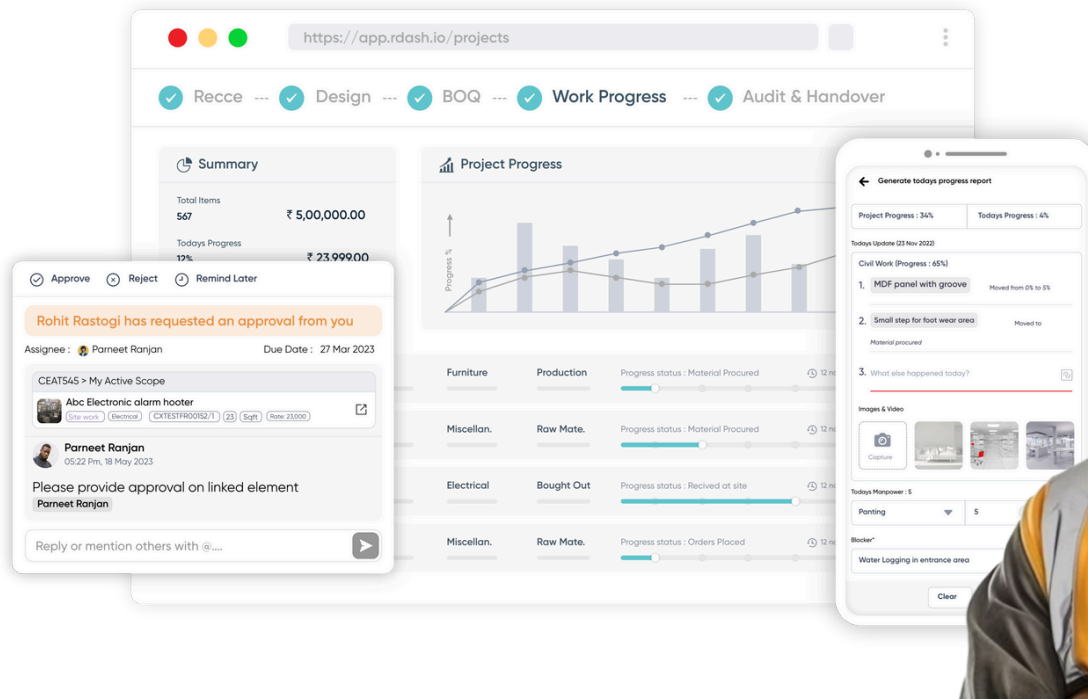 https://app.rdash.io/projects
Recce --- Design --- BOQ --- Work Progress --- Audit & Handover
Summary
Total Items
567
₹ 5,00,000.00
Todays Progress
12%
₹ 23,999.00
Project Progress
Progress %
Furniture Production Progress status : Material Procured 12
Miscellan. Raw Mate. Progress status : Material Procured 12
Electrical Bought Out Progress status : Recived at site 12
Miscellan. Raw Mate. Progress status : Orders Placed 12
Approve Reject Remind Later
Rohit Rastogi has requested an approval from you
Assignee : Parneet Ranjan Due Date : 27 Mar 2023
CEAT545 > My Active Scope
Abc Electronic alarm hooter
Site work Electrical CXTESTFR00152/1 23 Sqft Rate: 23,000
Parneet Ranjan
05:22 Pm, 18 May 2023
Please provide approval on linked element
Parneet Ranjan
Reply or mention others with @....
Generate todays progress report
Project Progress : 34% Todays Progress : 4%
Todays Update (23 Nov 2022)
Civil Work (Progress : 65%)
1. MDF panel with groove Moved from 0% to 5%
2. Small step for foot wear area Moved to
Material procured
3. What else happened today?
Images & Video
Capture
Todays Manpower : 5
Panting 5
Blocker*
Water Logging in entrance area
Clear